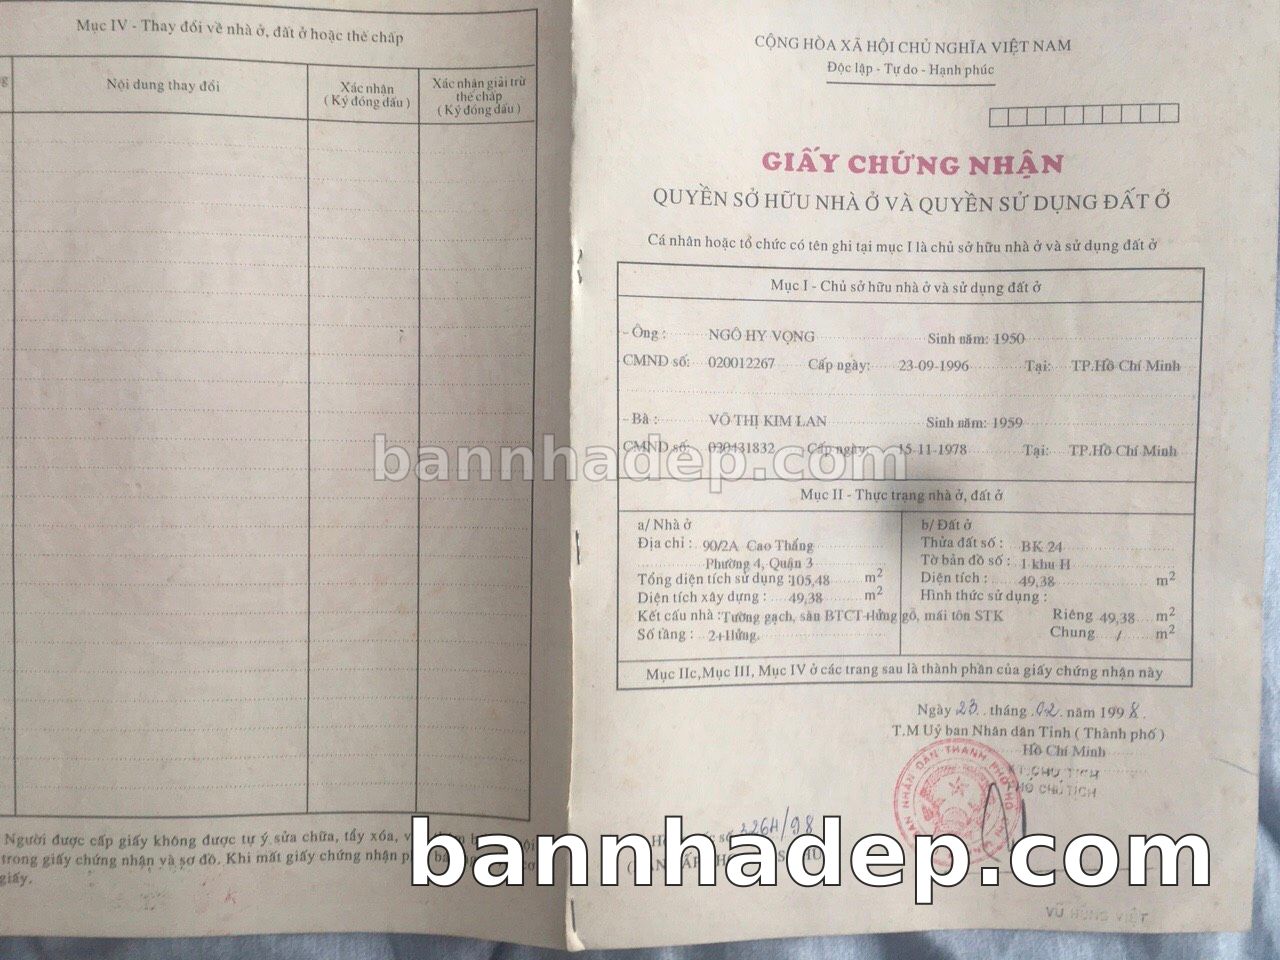 Mục IV - Thay đổi về nhà ở, đất ở hoặc thế chấp
Nội dung thay đổi
Xác nhận
( Ký đóng dấu )
Xác nhận giải trừ
thế chấp
( Ký đóng dấu )
Người được cấp giấy không được tự ý sửa chữa, tẩy xóa,
trong giấy chứng nhận và sơ đồ. Khi mất giấy chứng nhận
giấy.
CỘNG HÒA XÃ HỘI CHỦ NGHĨA VIỆT NAM
Độc lập - Tự do - Hạnh phúc
GIẤY CHỨNG NHẬN
QUYỀN SỞ HỮU NHÀ Ở VÀ QUYỀN SỬ DỤNG ĐẤT Ở
Cá nhân hoặc tổ chức có tên ghi tại mục I là chủ sở hữu nhà ở và sử dụng đất ở
Mục I - Chủ sở hữu nhà ở và sử dụng đất ở
- Ông : NGÔ HY VỌNG Sinh năm: 1950
CMND số: 020012267 Cấp ngày: 23-09-1996 Tại: TP.Hồ Chí Minh
- Bà : VÕ THỊ KIM LAN Sinh năm: 1959
CMND số: 030431832 Cấp ngày: 15-11-1978 Tại: TP.Hồ Chí Minh
bannhadep.com
Mục II - Thực trạng nhà ở, đất ở
a/ Nhà ở
Địa chỉ : 90/2A Cao Thắng
Phường 4, Quận 3
Tổng diện tích sử dụng :105,48 m2
Diện tích xây dựng : 49,38 m2
Kết cấu nhà :Tường gạch, sàn BTCT+lửng gỗ, mái tôn STK
Số tầng : 2+lửng.
b/ Đất ở
Thửa đất số : BK 24
Tờ bản đồ số : 1 khu H
Diện tích : 49,38 m2
Hình thức sử dụng :
Riêng 49,38 m2
Chung / m2
Mục IIc,Mục III, Mục IV ở các trang sau là thành phần của giấy chứng nhận này
Ngày 23 tháng 02 năm 1998
T.M Uỷ ban Nhân dân Tỉnh ( Thành phố )
Hồ Chí Minh
KT.CHỦ TỊCH
PHÓ CHỦ TỊCH
bannhadep.com
VŨ HÙNG VIỆT